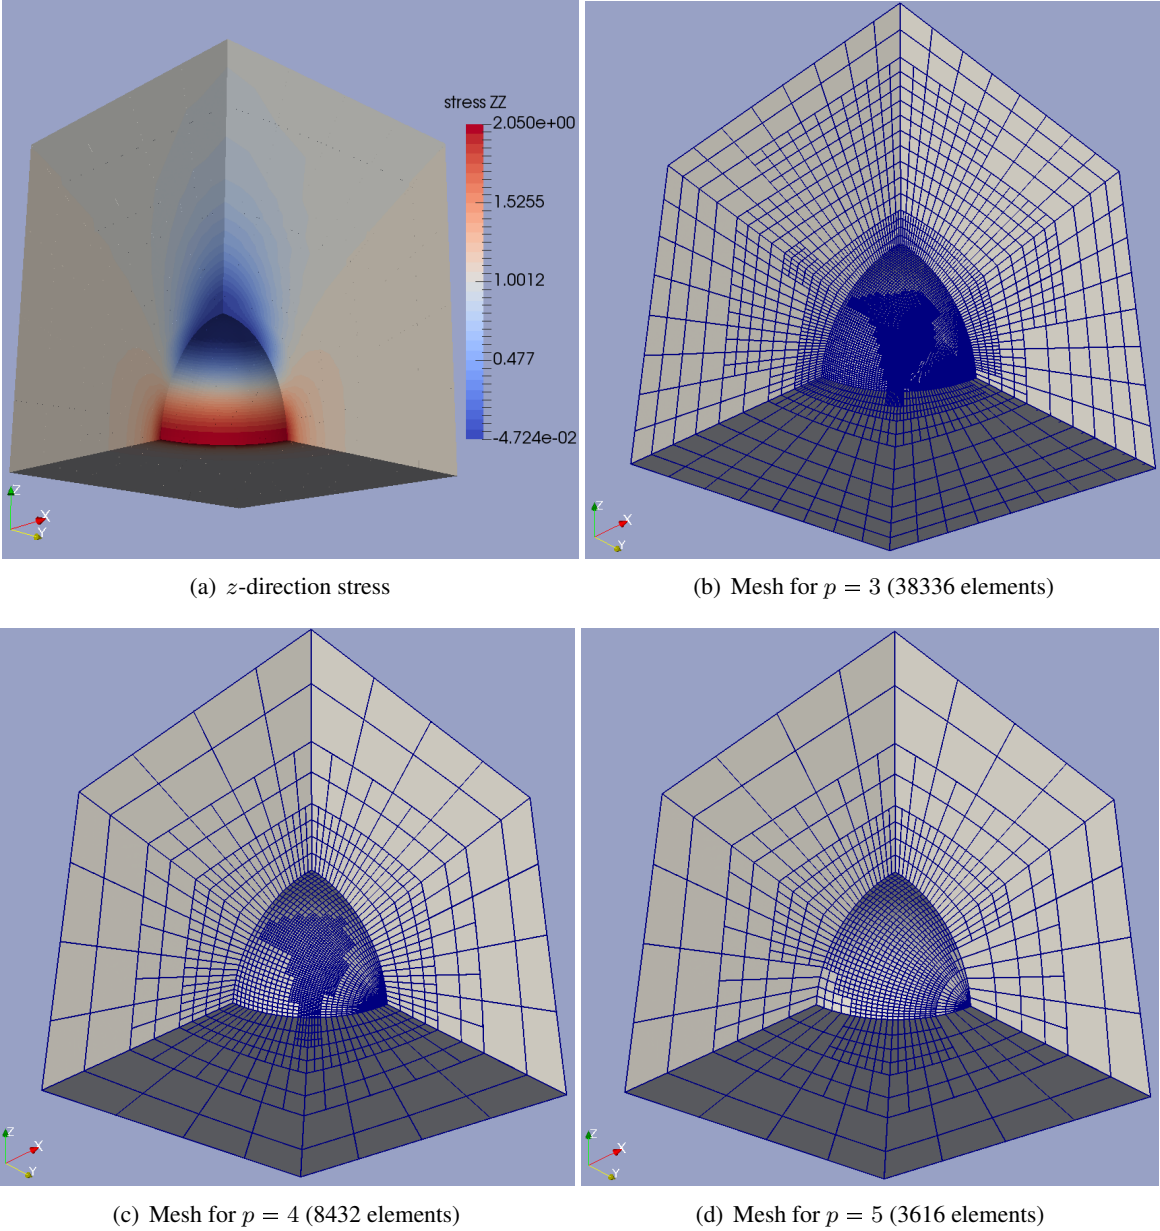 stress ZZ
2.050e+00
1.5255
1.0012
0.477
-4.724e-02
Z
X
Y
Z
X
Y
(a) z-direction stress
(b) Mesh for p = 3 (38336 elements)
Z
X
Y
Z
X
Y
(c) Mesh for p = 4 (8432 elements)
(d) Mesh for p = 5 (3616 elements)